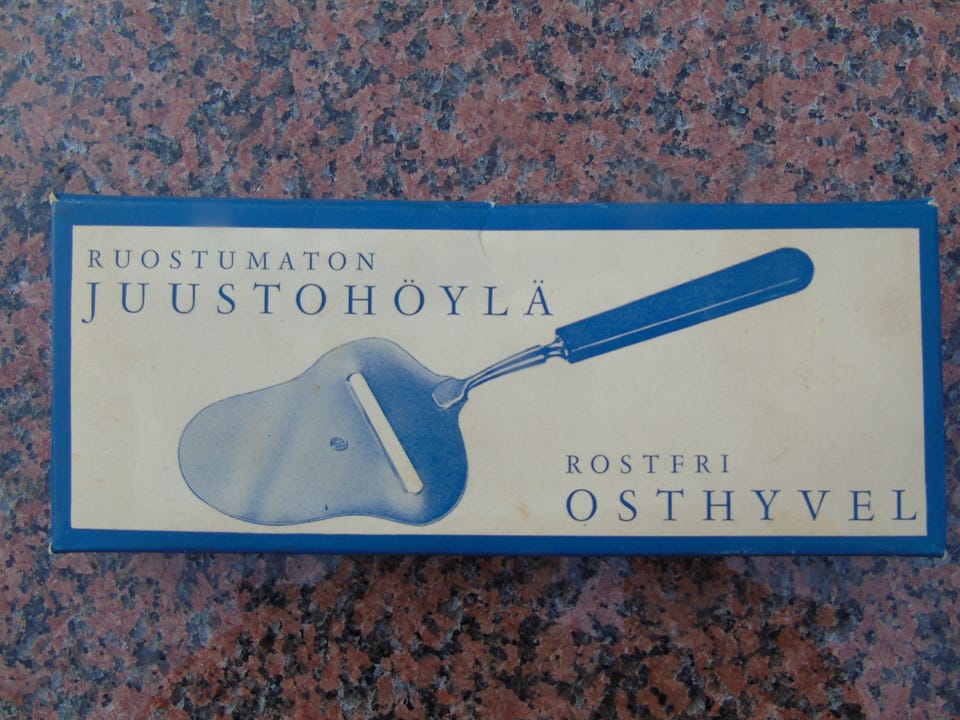 RUOSTUMATON
JUUSTOHÖYLÄ
ROSTFRI
OSTHYVEL